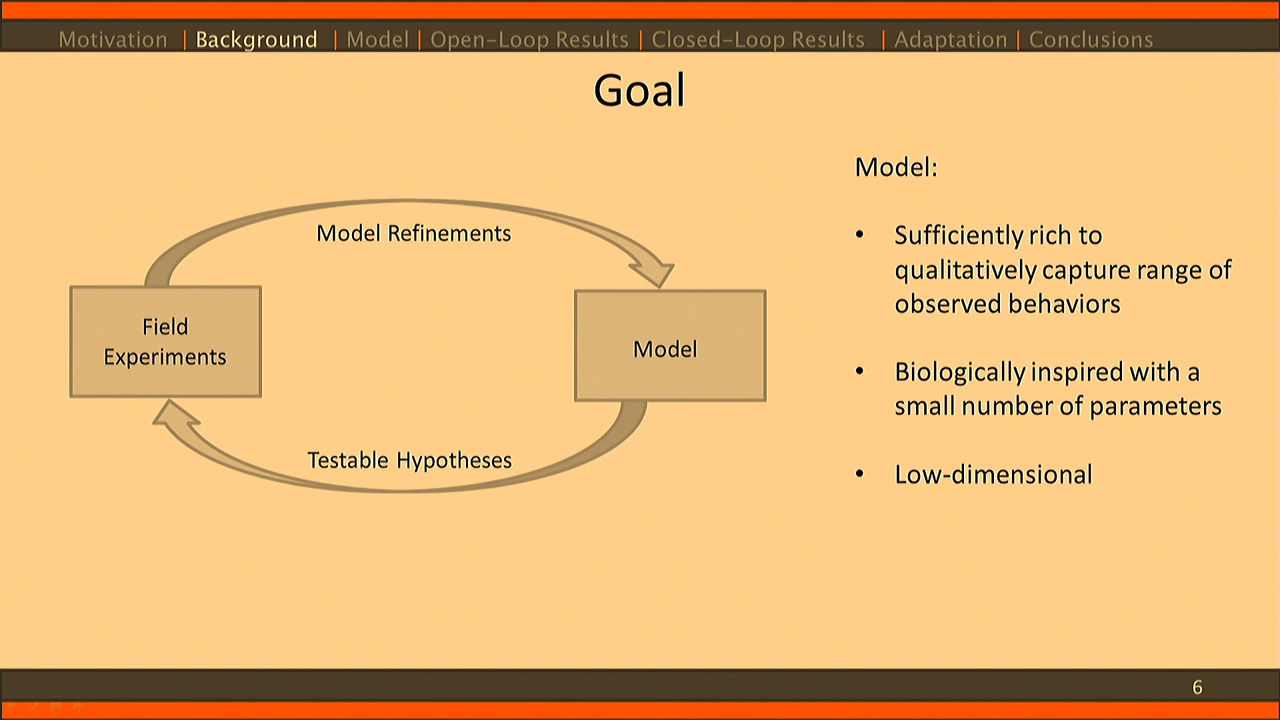 Motivation | Background | Model | Open-Loop Results | Closed-Loop Results | Adaptation | Conclusions
Goal
Model Refinements
Field
Experiments
Model
Testable Hypotheses
Model:
• Sufficiently rich to
qualitatively capture range of
observed behaviors
• Biologically inspired with a
small number of parameters
• Low-dimensional
6